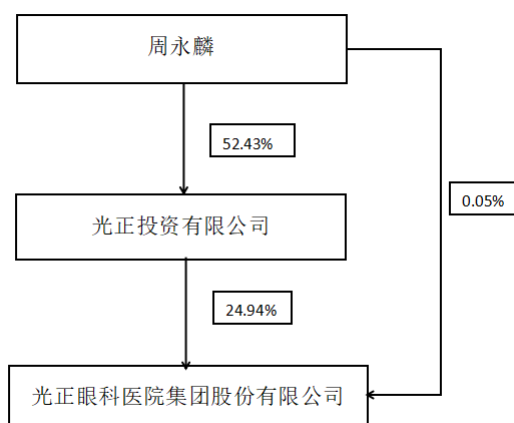 周永麟
52.43%
0.05%
光正投资有限公司
24.94%
光正眼科医院集团股份有限公司